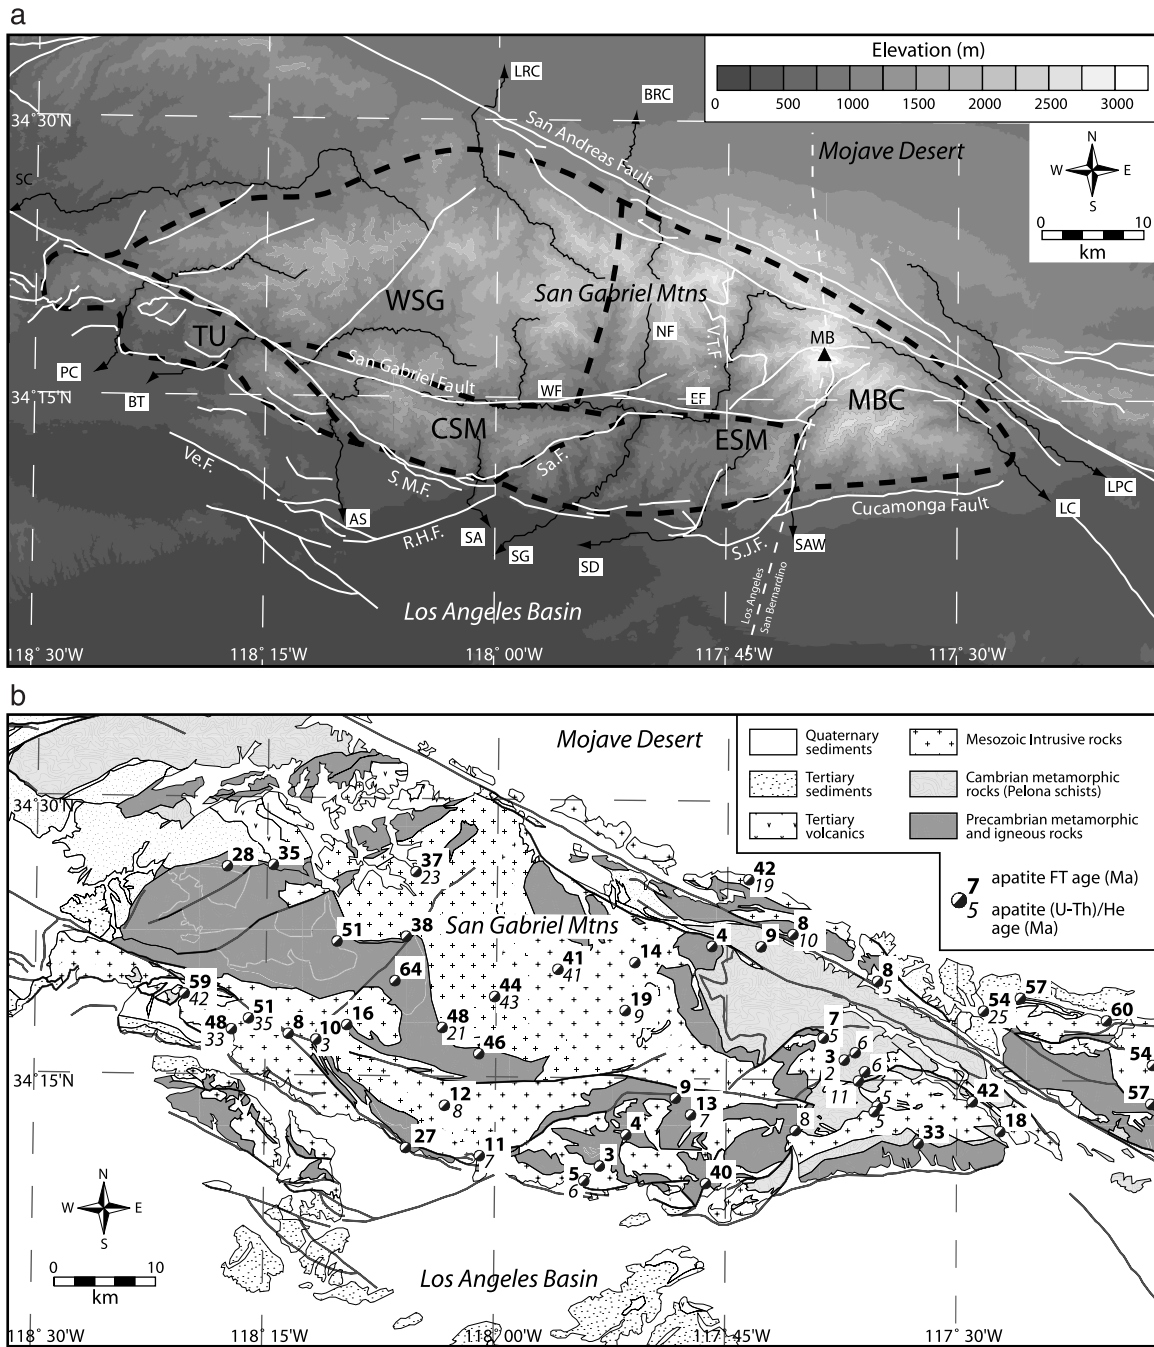 a
Elevation (m)
0 500 1000 1500 2000 2500 3000
34°30'N
34°15'N
118°30'W
118°15'W
118°00'W
117°45'W
117°30'W
LRC
BRC
San Andreas Fault
Mojave Desert
N
W E
S
0 10
km
SC
WSG
San Gabriel Mtns
TU
NF
V.T.F.
MB
PC
BT
San Gabriel Fault
WF
EF
MBC
CSM
ESM
Sa.F.
Ve.F.
S.M.F.
R.H.F.
AS
SA
SG
SD
S.J.F.
SAW
Cucamonga Fault
LC
LPC
Los Angeles
San Bernardino
Los Angeles Basin
b
Mojave Desert
Quaternary
sediments
Tertiary
sediments
Tertiary
volcanics
Mesozoic Intrusive rocks
Cambrian metamorphic
rocks (Pelona schists)
Precambrian metamorphic
and igneous rocks
7 apatite FT age (Ma)
5 apatite (U-Th)/He
age (Ma)
34°30'N
28
35
37
23
42
19
San Gabriel Mtns
51
38
4
9
8
10
64
41
41
14
8
5
59
42
44
43
19
9
54
25
57
60
48
33
51
35
8
10
3
16
48
21
46
7
5
6
3
2
6
54
34°15'N
11
5
42
57
12
8
9
13
7
8
18
27
11
7
4
33
3
5
6
40
N
W E
S
0 10
km
Los Angeles Basin
118°30'W
118°15'W
118°00'W
117°45'W
117°30'W